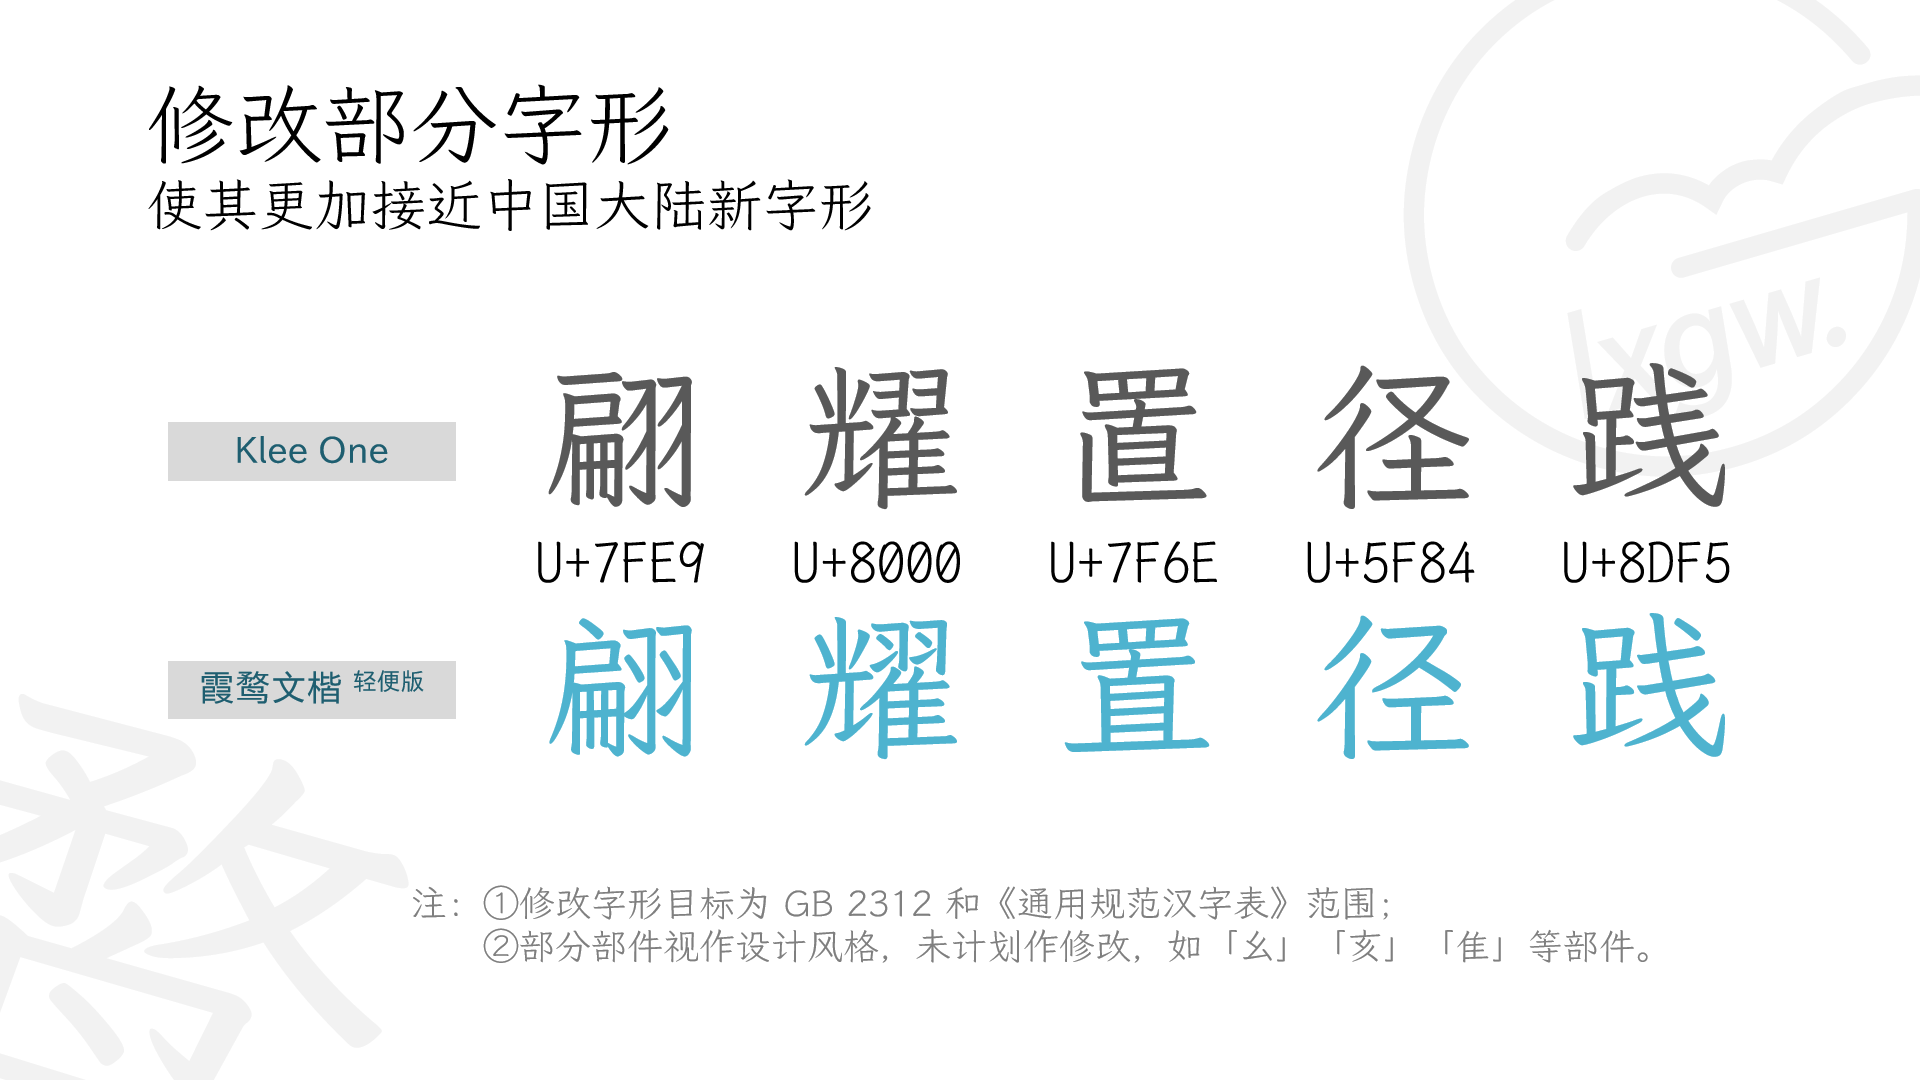 修改部分字形
使其更加接近中国大陆新字形
lxgw.
Klee One
翩 耀 置 径 践
U+7FE9 U+8000 U+7F6E U+5F84 U+8DF5
霞鹜文楷 轻便版
翩 耀 置 径 践
注：①修改字形目标为 GB 2312 和《通用规范汉字表》范围；
②部分部件视作设计风格，未计划作修改，如「幺」「亥」「隹」等部件。